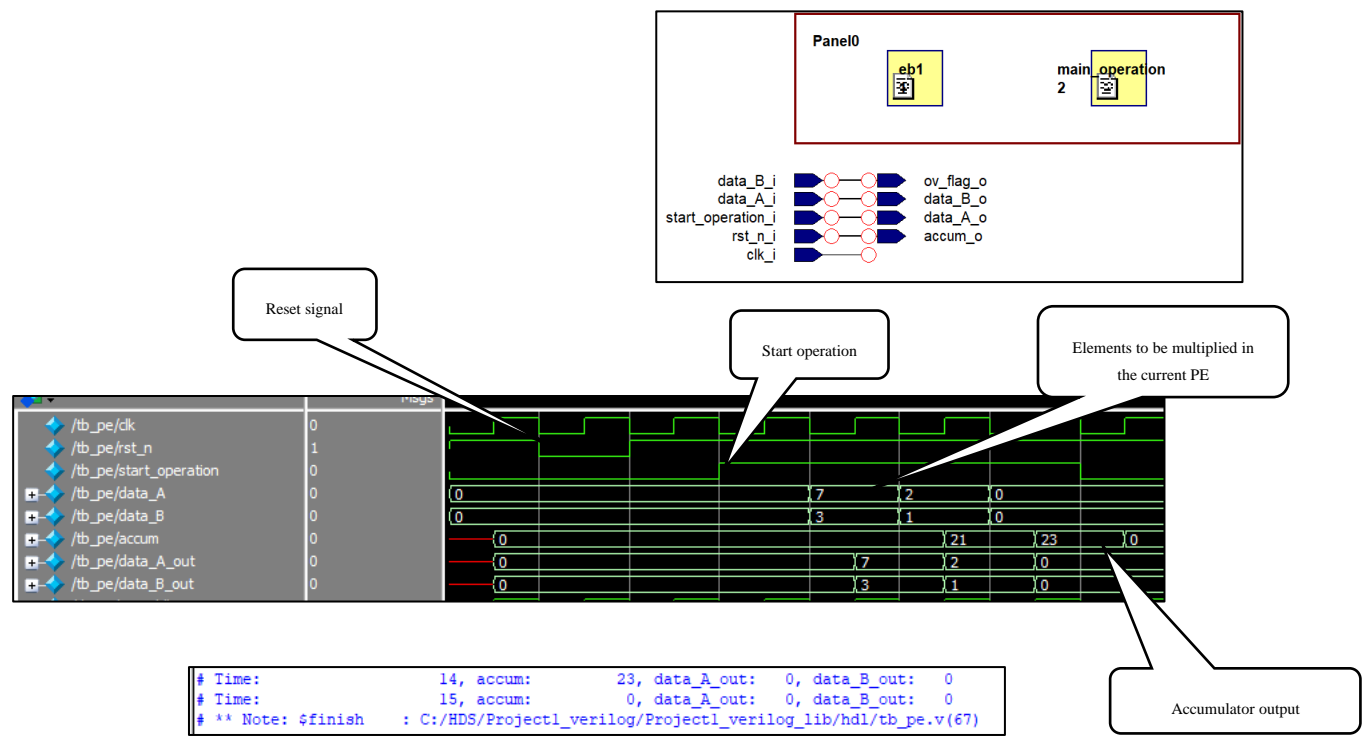 Panel0
eb1
main_operation
2
data_B_i
ov_flag_o
data_A_i
data_B_o
start_operation_i
data_A_o
rst_n_i
accum_o
clk_i
Reset signal
Start operation
Elements to be multiplied in
the current PE
Msgs
/tb_pe/clk 0
/tb_pe/rst_n 1
/tb_pe/start_operation 0
/tb_pe/data_A 0 0 7 2 0
/tb_pe/data_B 0 0 3 1 0
/tb_pe/accum 0 0 21 23 0
/tb_pe/data_A_out 0 0 7 2 0
/tb_pe/data_B_out 0 0 3 1 0
# Time: 14, accum: 23, data_A_out: 0, data_B_out: 0
# Time: 15, accum: 0, data_A_out: 0, data_B_out: 0
# ** Note: $finish : C:/HDS/Project1_verilog/Project1_verilog_lib/hdl/tb_pe.v(67)
Accumulator output